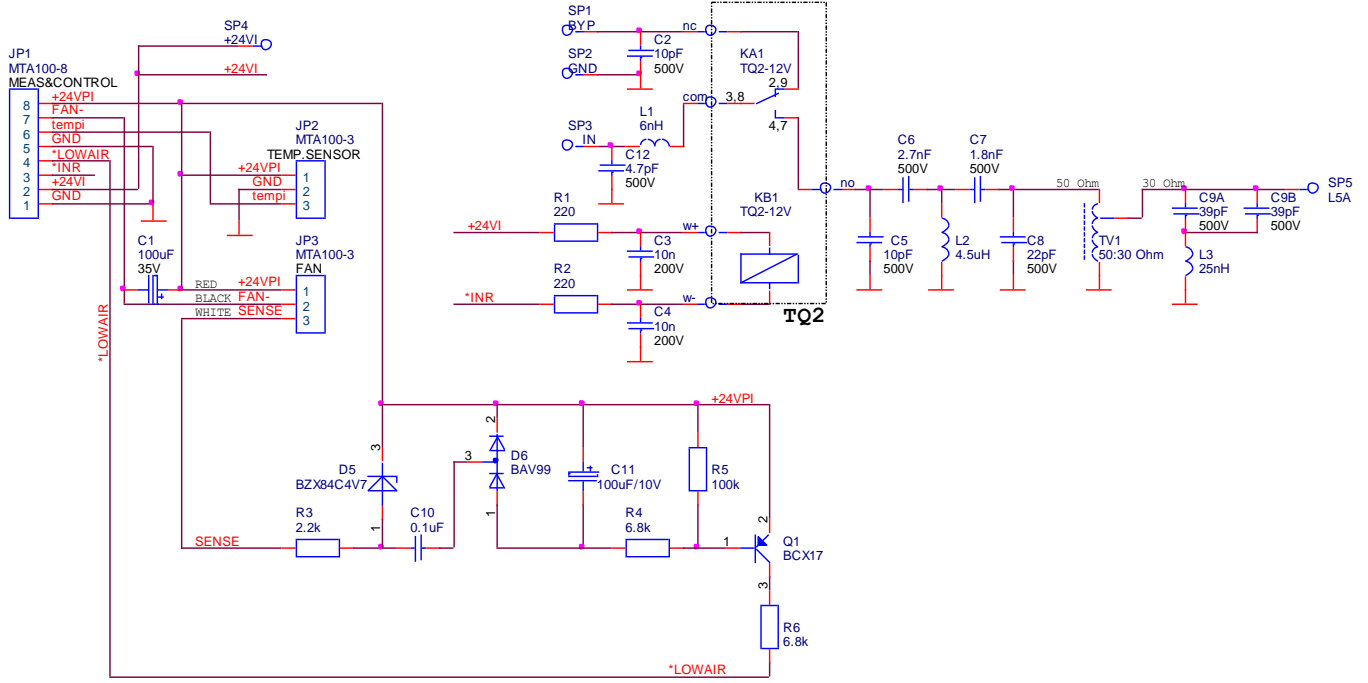 SP4
+24VI
+24VI
JP1
MTA100-8
MEAS&CONTROL
8
7
6
5
4
3
2
1
+24VPI
FAN-
tempi
GND
*LOWAIR
*INR
+24VI
GND
JP2
MTA100-3
TEMP.SENSOR
+24VPI
GND
tempi
1
2
3
C1
100uF
35V
JP3
MTA100-3
FAN
RED
+24VPI
BLACK
FAN-
WHITE
SENSE
1
2
3
*LOWAIR
SP1
BYP
SP2
GND
C2
10pF
500V
nc
com
3,8
KA1
TQ2-12V
2,9
4,7
L1
6nH
SP3
IN
C12
4.7pF
500V
no
KB1
TQ2-12V
R1
220
+24VI
w+
C3
10n
200V
R2
220
*INR
w-
C4
10n
200V
TQ2
C5
10pF
500V
C6
2.7nF
500V
L2
4.5uH
C7
1.8nF
500V
C8
22pF
500V
50 Ohm
30 Ohm
TV1
50:30 Ohm
C9A
39pF
500V
C9B
39pF
500V
L3
25nH
SP5
L5A
+24VPI
3
D5
BZX84C4V7
1
R3
2.2k
SENSE
C10
0.1uF
2
3
D6
BAV99
1
C11
100uF/10V
R4
6.8k
R5
100k
2
1
Q1
BCX17
3
R6
6.8k
*LOWAIR